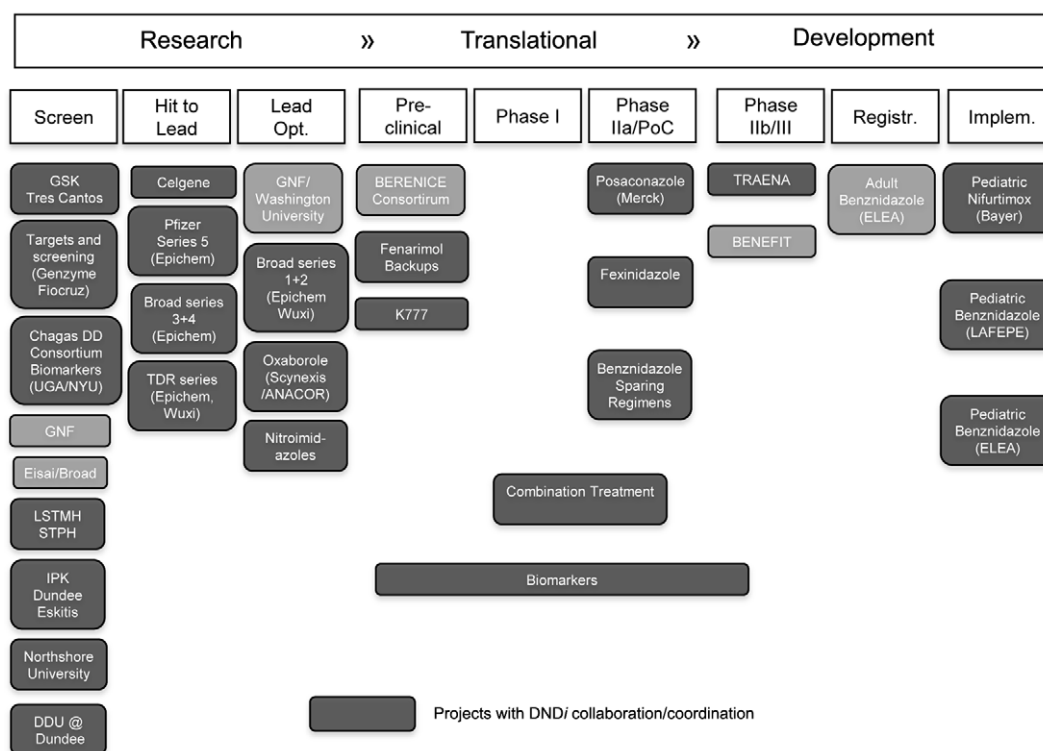 Research » Translational » Development
Screen
Hit to
Lead
Lead
Opt.
Pre-
clinical
Phase I
Phase
IIa/PoC
Phase
IIb/III
Registr.
Implem.
GSK
Tres Cantos
Targets and
screening
(Genzyme
Fiocruz)
Chagas DD
Consortium
Biomarkers
(UGA/NYU)
GNF
Eisai/Broad
LSTMH
STPH
IPK
Dundee
Eskitis
Northshore
University
DDU @
Dundee
Celgene
Pfizer
Series 5
(Epichem)
Broad series
3+4
(Epichem)
TDR series
(Epichem,
Wuxi)
GNF/
Washington
University
Broad series
1+2
(Epichem
Wuxi)
Oxaborole
(Scynexis
/ANACOR)
Nitroimid-
azoles
BERENICE
Consortirum
Fenarimol
Backups
K777
Posaconazole
(Merck)
Fexinidazole
Benznidazole
Sparing
Regimens
Combination Treatment
Biomarkers
TRAENA
BENEFIT
Adult
Benznidazole
(ELEA)
Pediatric
Nifurtimox
(Bayer)
Pediatric
Benznidazole
(LAFEPE)
Pediatric
Benznidazole
(ELEA)
Projects with DNDi collaboration/coordination